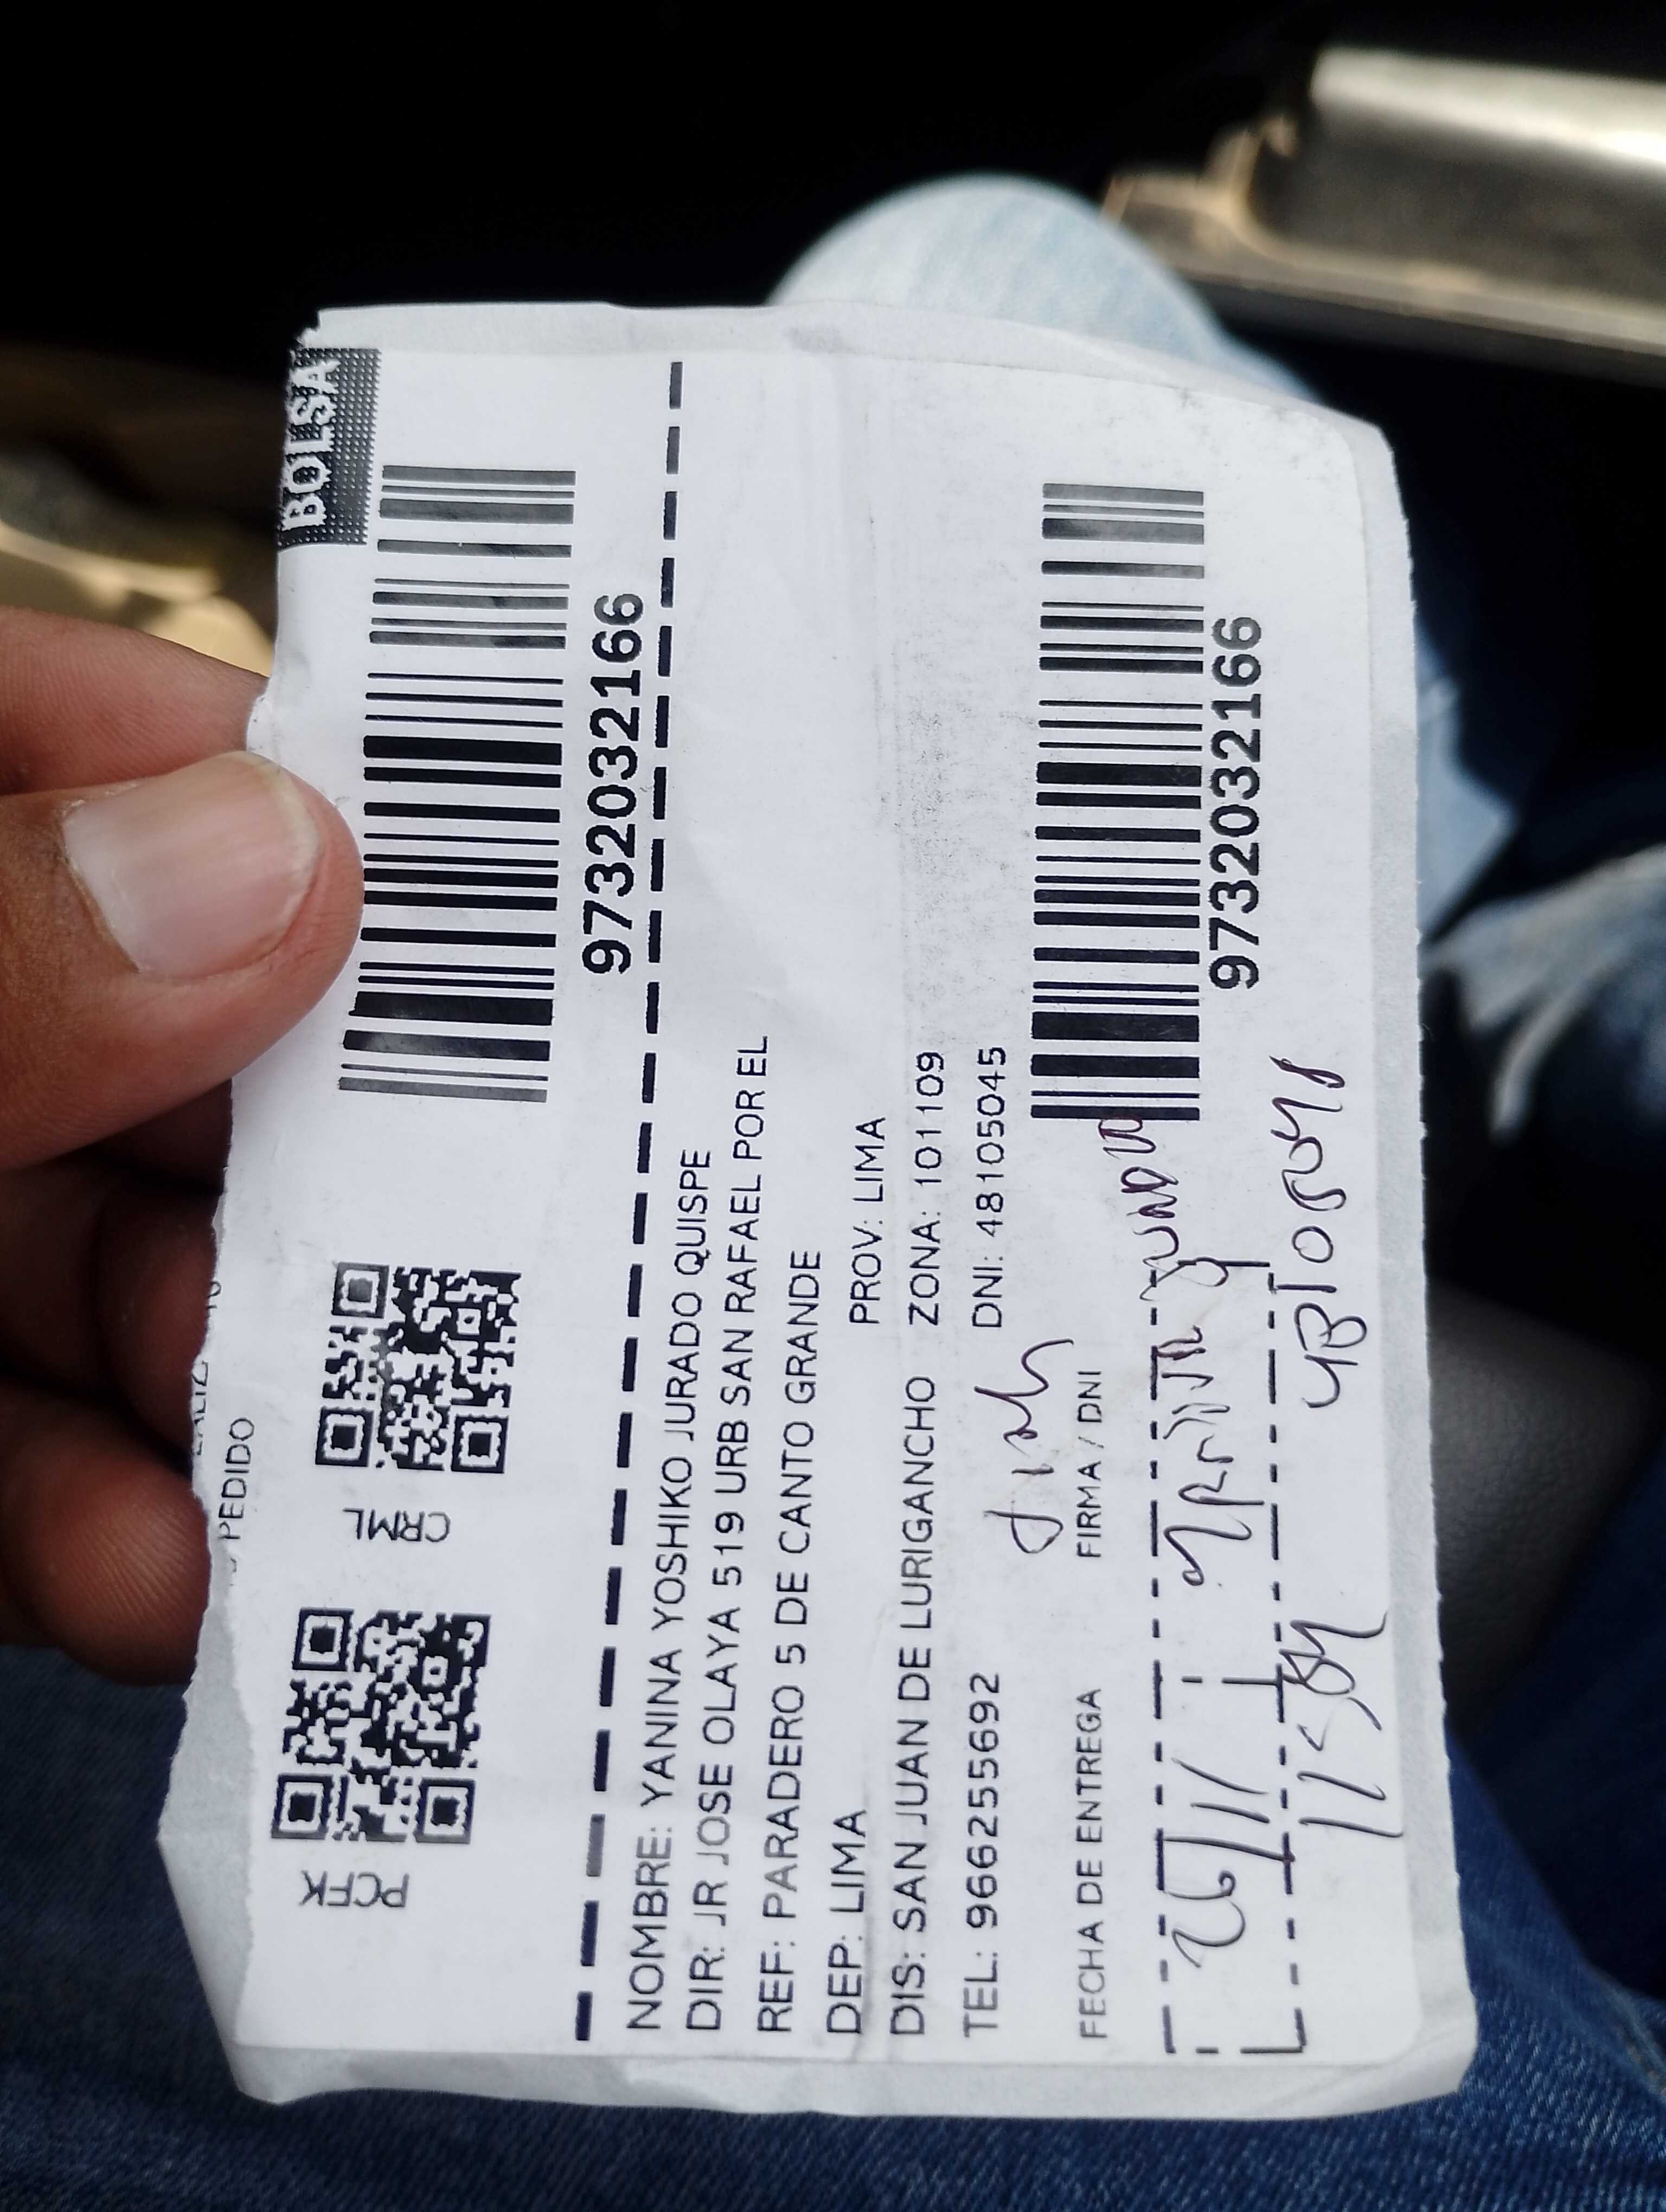 BOLSA
PEDIDO
PCFK
CRML
9732032166
NOMBRE: YANINA YOSHIKO JURADO QUISPE
DIR: JR JOSE OLAYA 519 URB SAN RAFAEL POR EL
REF: PARADERO 5 DE CANTO GRANDE
DEP: LIMA PROV: LIMA
DIS: SAN JUAN DE LURIGANCHO ZONA: 101109
TEL: 966255692 DNI: 48105045
FECHA DE ENTREGA FIRMA / DNI
9732032166